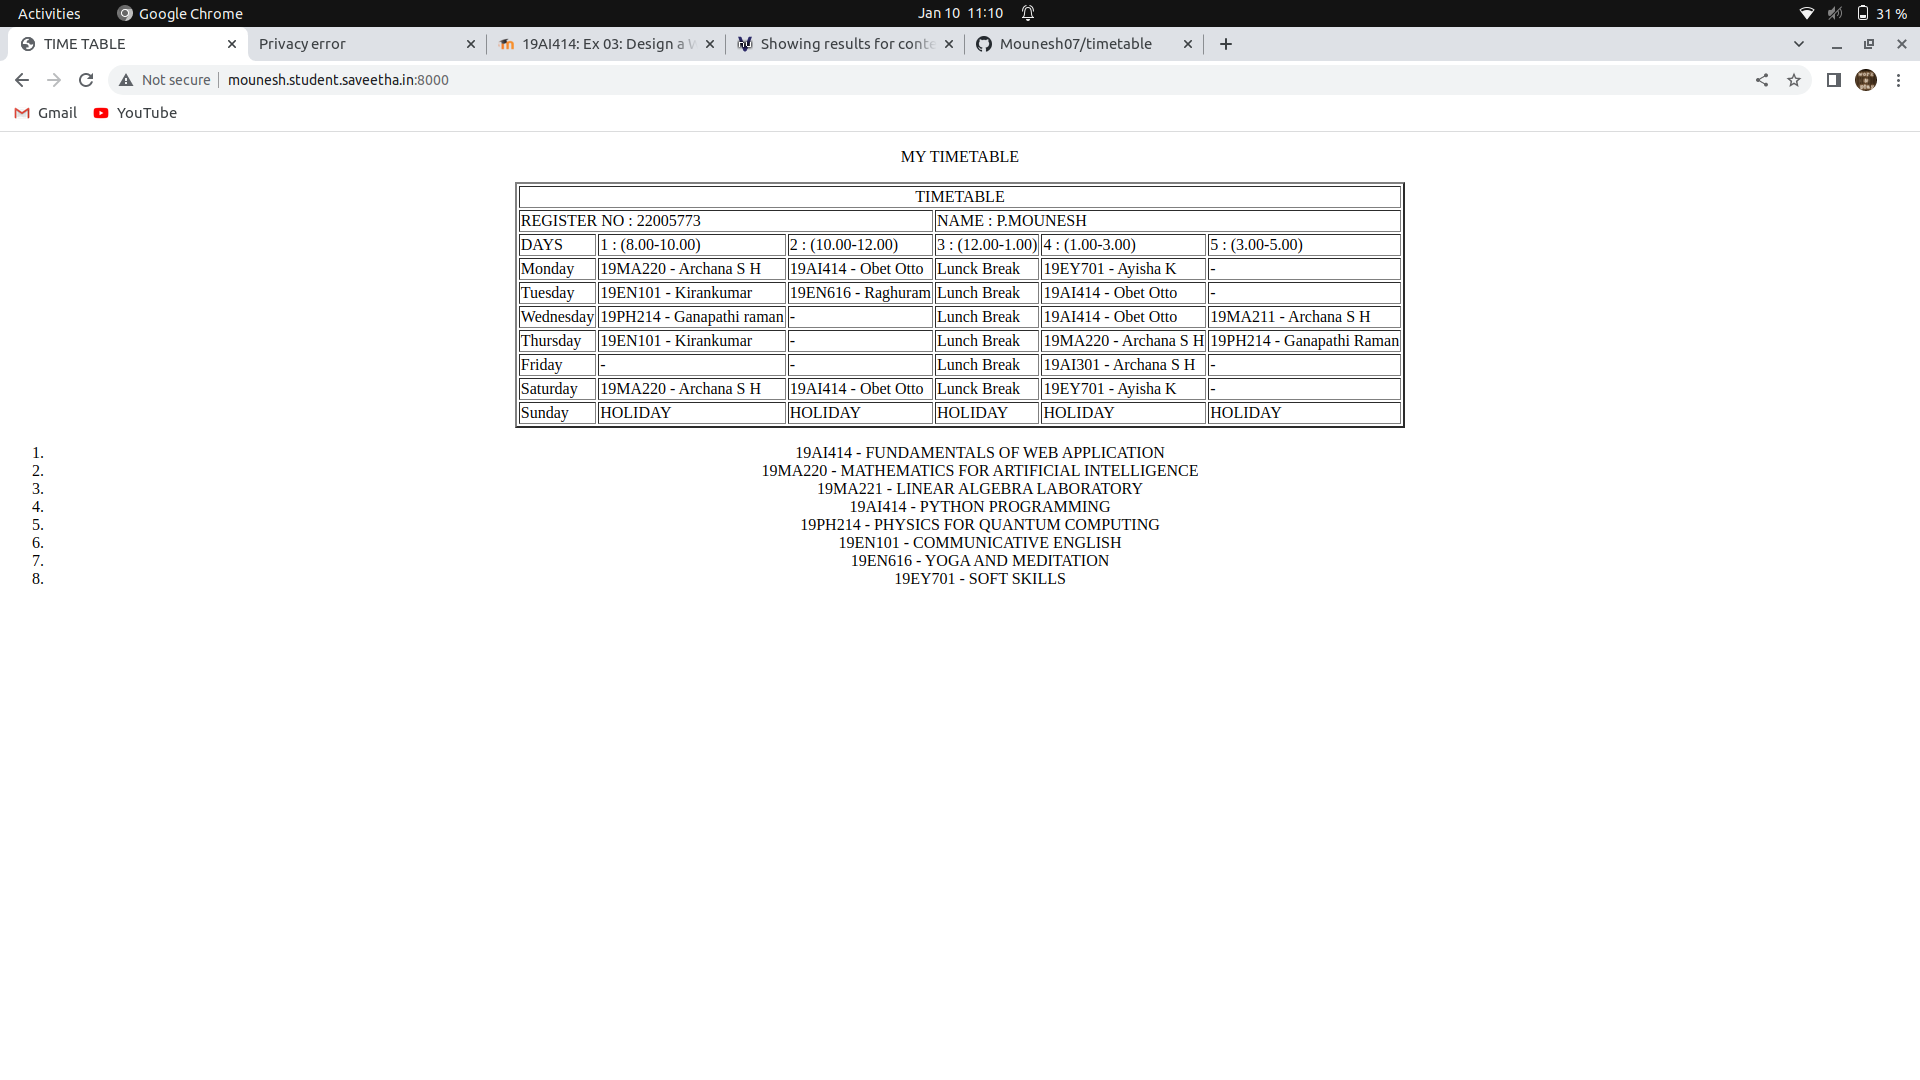 Activities Google Chrome Jan 10 11:10 31 %
TIME TABLE Privacy error 19AI414: Ex 03: Design a W Showing results for conte Mounesh07/timetable
Not secure mounesh.student.saveetha.in:8000
Gmail YouTube
MY TIMETABLE
TIMETABLE
REGISTER NO : 22005773 NAME : P.MOUNESH
DAYS 1 : (8.00-10.00) 2 : (10.00-12.00) 3 : (12.00-1.00) 4 : (1.00-3.00) 5 : (3.00-5.00)
Monday 19MA220 - Archana S H 19AI414 - Obet Otto Lunck Break 19EY701 - Ayisha K -
Tuesday 19EN101 - Kirankumar 19EN616 - Raghuram Lunck Break 19AI414 - Obet Otto -
Wednesday 19PH214 - Ganapathi raman - Lunck Break 19AI414 - Obet Otto 19MA211 - Archana S H
Thursday 19EN101 - Kirankumar - Lunck Break 19MA220 - Archana S H 19PH214 - Ganapathi Raman
Friday - - Lunck Break 19AI301 - Archana S H -
Saturday 19MA220 - Archana S H 19AI414 - Obet Otto Lunck Break 19EY701 - Ayisha K -
Sunday HOLIDAY HOLIDAY HOLIDAY HOLIDAY HOLIDAY
1. 19AI414 - FUNDAMENTALS OF WEB APPLICATION
2. 19MA220 - MATHEMATICS FOR ARTIFICIAL INTELLIGENCE
3. 19MA221 - LINEAR ALGEBRA LABORATORY
4. 19AI414 - PYTHON PROGRAMMING
5. 19PH214 - PHYSICS FOR QUANTUM COMPUTING
6. 19EN101 - COMMUNICATIVE ENGLISH
7. 19EN616 - YOGA AND MEDITATION
8. 19EY701 - SOFT SKILLS